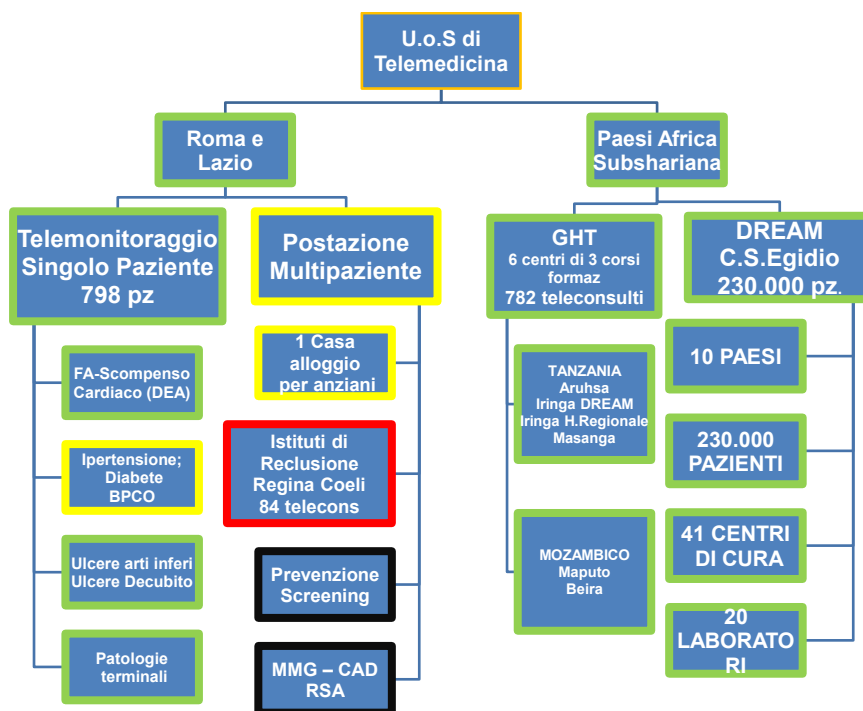 U.o.S di
Telemedicina
Roma e
Lazio
Paesi Africa
Subshariana
Telemonitoraggio
Singolo Paziente
798 pz
Postazione
Multipaziente
GHT
6 centri di 3 corsi
formaz
782 teleconsulti
DREAM
C.S.Egidio
230.000 pz.
FA-Scompenso
Cardiaco (DEA)
Ipertensione;
Diabete
BPCO
Ulcere arti inferi
Ulcere Decubito
Patologie
terminali
1 Casa
alloggio
per anziani
Istituti di
Reclusione
Regina Coeli
84 telecons
Prevenzione
Screening
MMG – CAD
RSA
TANZANIA
Aruhsa
Iringa DREAM
Iringa H.Regionale
Masanga
MOZAMBICO
Maputo
Beira
10 PAESI
230.000
PAZIENTI
41 CENTRI
DI CURA
20
LABORATO
RI